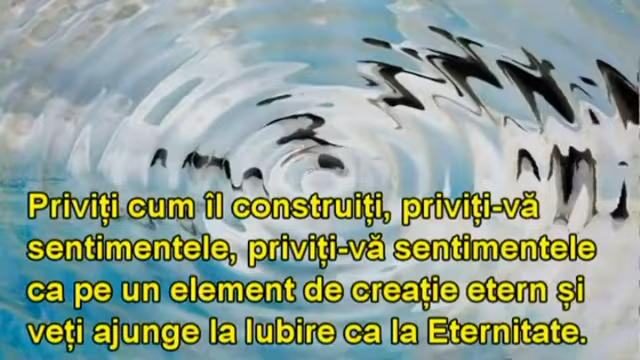 Priviți cum îl construiți, priviți-vă
sentimentele, priviți-vă sentimentele
ca pe un element de creație etern și
veți ajunge la Iubire ca la Eternitate.